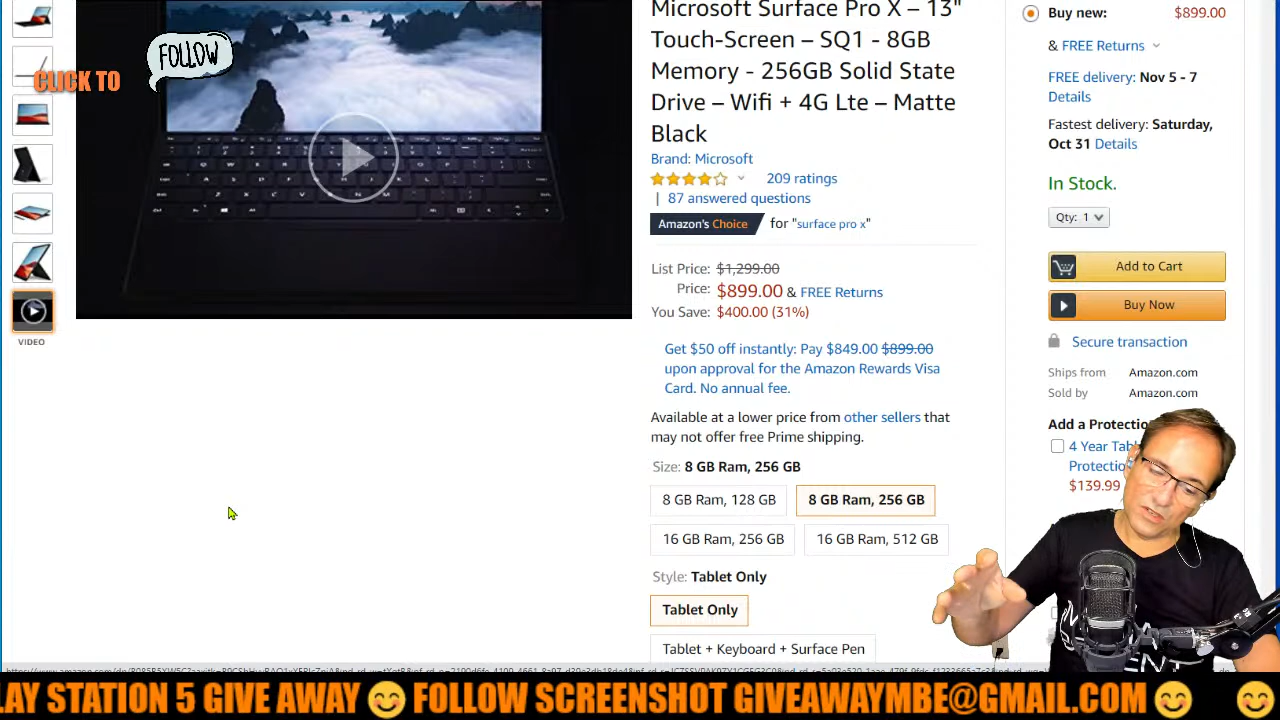 CLICK TO
FOLLOW
VIDEO
Microsoft Surface Pro X – 13"
Touch-Screen – SQ1 - 8GB
Memory - 256GB Solid State
Drive – Wifi + 4G Lte – Matte
Black
Brand: Microsoft
209 ratings
| 87 answered questions
Amazon's Choice for "surface pro x"
List Price: $1,299.00
Price: $899.00 & FREE Returns
You Save: $400.00 (31%)
Get $50 off instantly: Pay $849.00 $899.00
upon approval for the Amazon Rewards Visa
Card. No annual fee.
Available at a lower price from other sellers that
may not offer free Prime shipping.
Size: 8 GB Ram, 256 GB
8 GB Ram, 128 GB
8 GB Ram, 256 GB
16 GB Ram, 256 GB
16 GB Ram, 512 GB
Style: Tablet Only
Tablet Only
Tablet + Keyboard + Surface Pen
Buy new: $899.00
& FREE Returns
FREE delivery: Nov 5 - 7
Details
Fastest delivery: Saturday,
Oct 31 Details
In Stock.
Qty: 1
Add to Cart
Buy Now
Secure transaction
Ships from Amazon.com
Sold by Amazon.com
Add a Protectio
4 Year Tab
Protectio
$139.99
LAY STATION 5 GIVE AWAY 😊 FOLLOW SCREENSHOT GIVEAWAYMBE@GMAIL.COM 😊